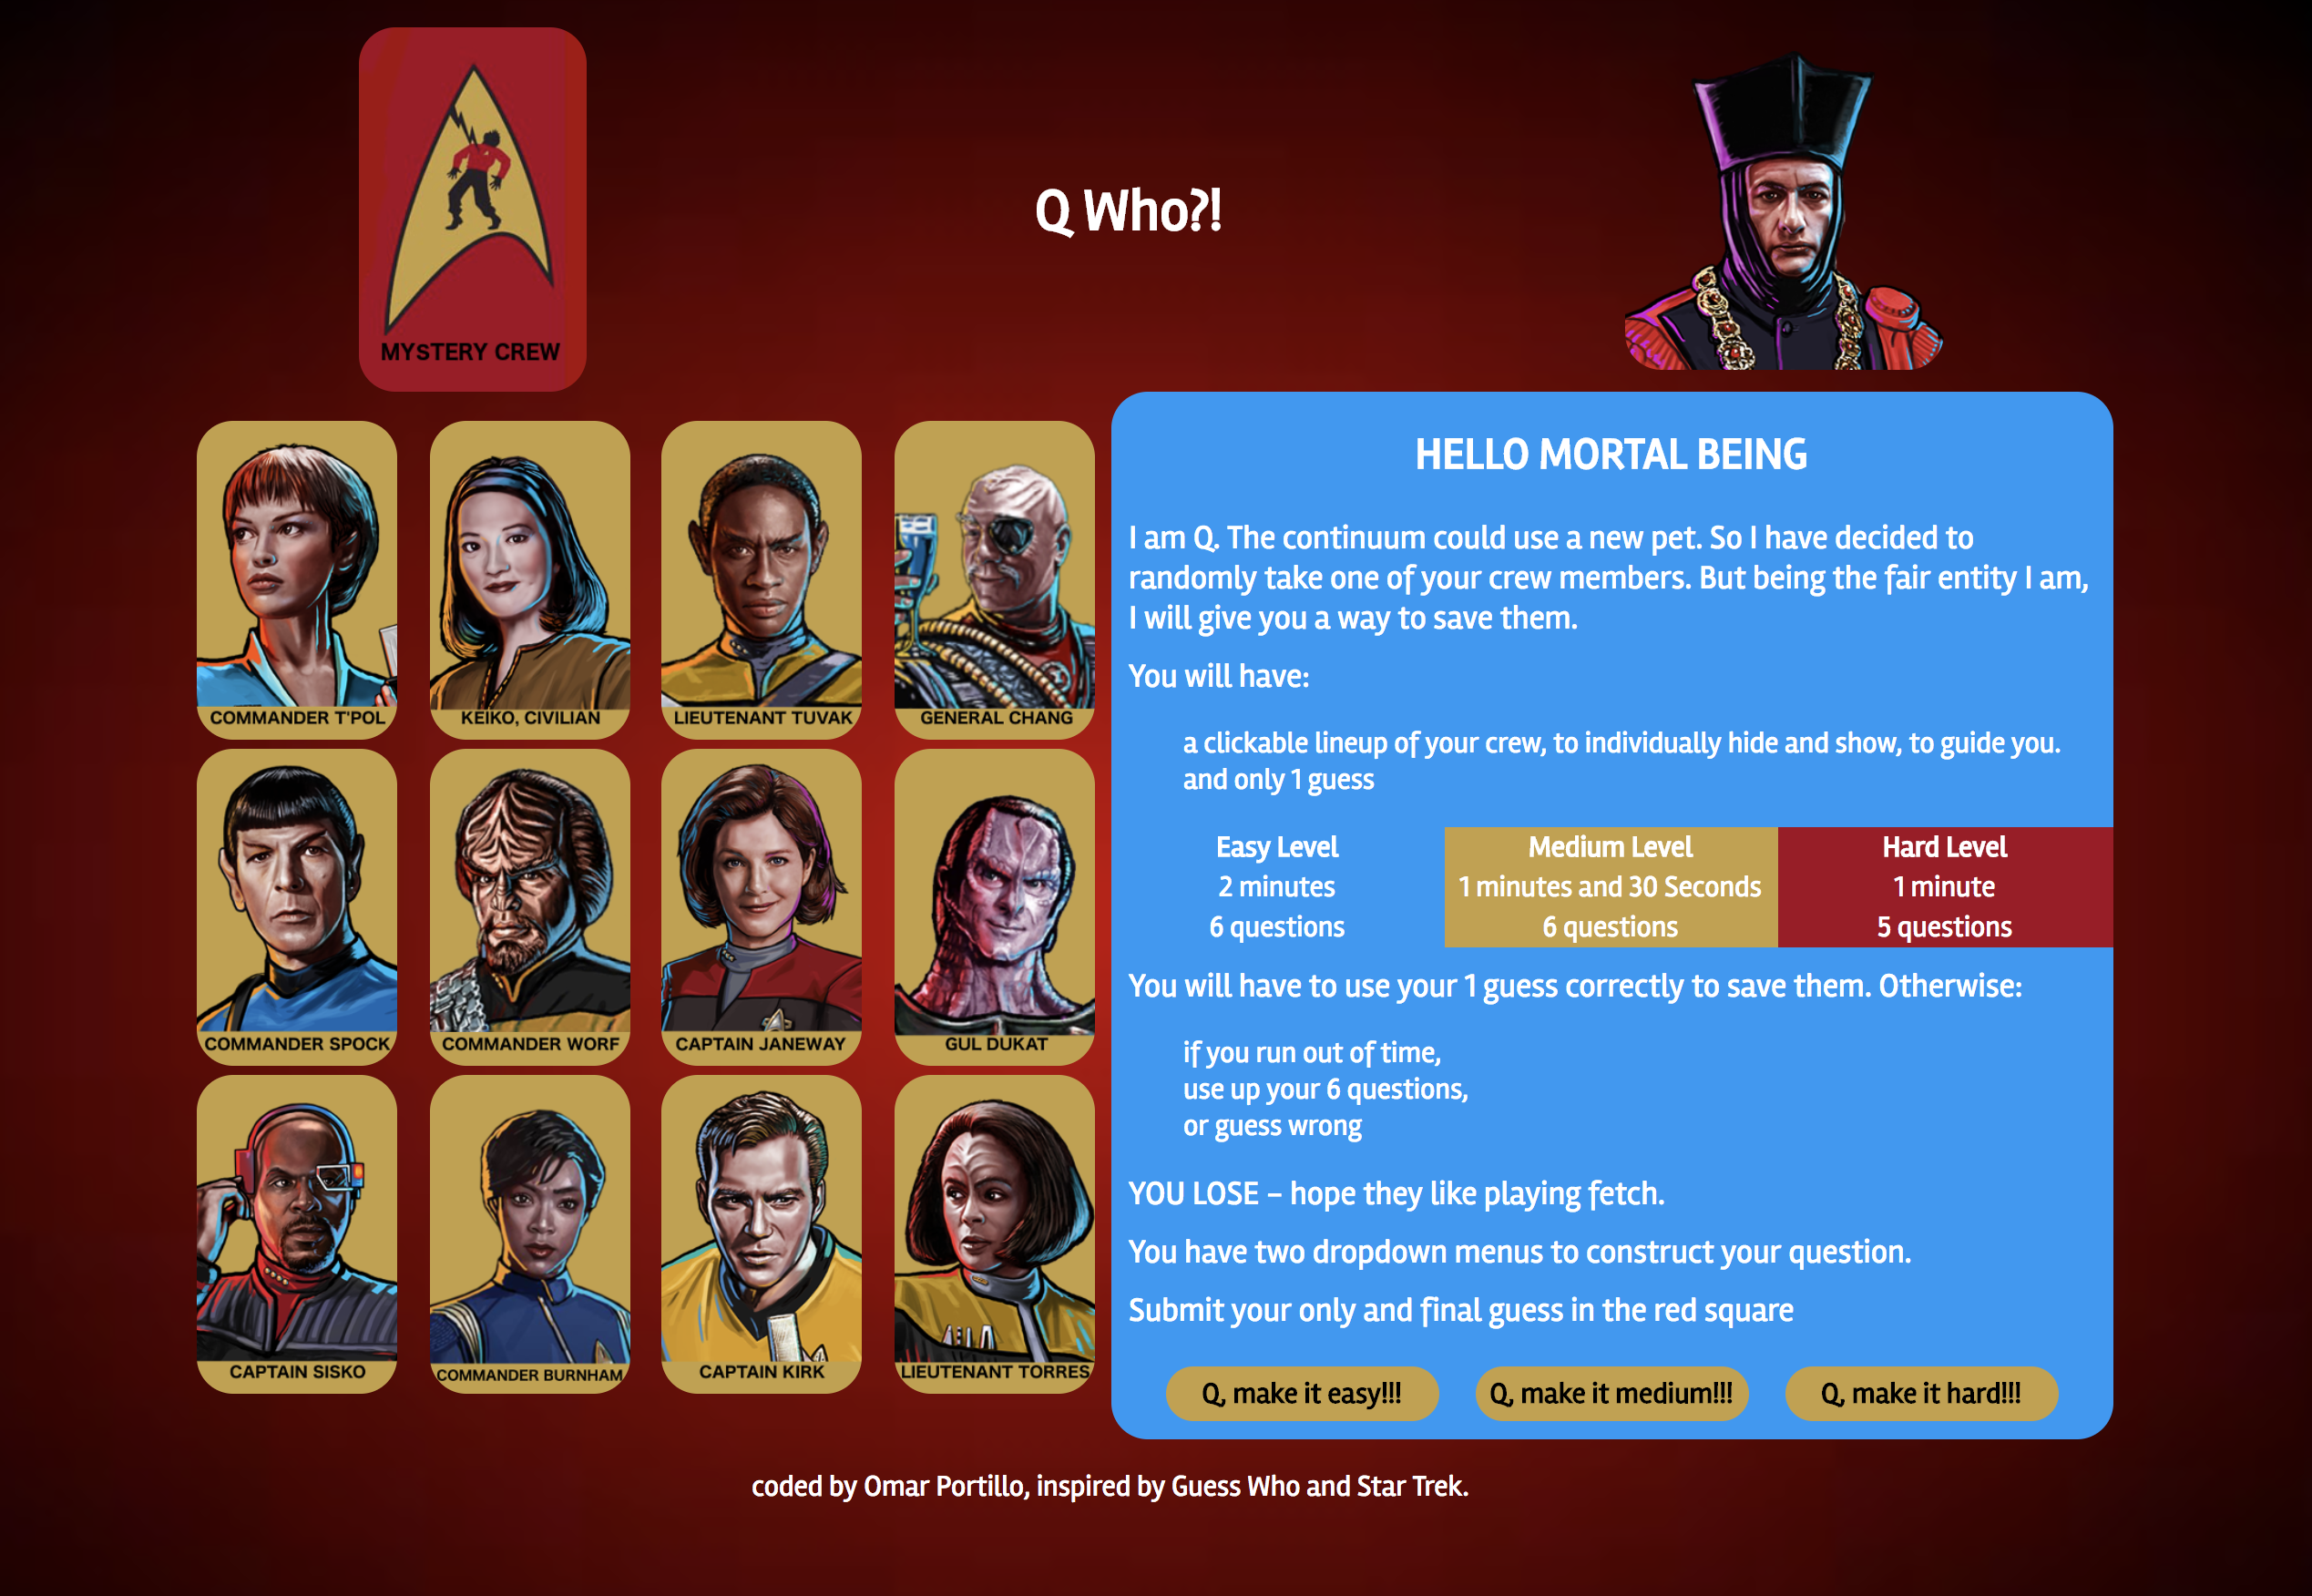 MYsTERY CREW
Q Who?!
COMMANDER T'POL
KEIKO, CIVILIAN
LIEUTENANT TUVAK
GENERAL CHANG
COMMANDER SPOCK
COMMANDER WORF
CAPTAIN JANEWAY
GUL DUKAT
CAPTAIN SISKO
COMMANDER BURNHAM
CAPTAIN KIRK
LIEUTENANT TORRES
HELLO MORTAL BEING
I am Q. The continuum could use a new pet. So I have decided to
randomly take one of your crew members. But being the fair entity I am,
I will give you a way to save them.
You will have:
a clickable lineup of your crew, to individually hide and show, to guide you.
and only 1 guess
Easy Level
2 minutes
6 questions
Medium Level
1 minutes and 30 Seconds
6 questions
Hard Level
1 minute
5 questions
You will have to use your 1 guess correctly to save them. Otherwise:
if you run out of time,
use up your 6 questions,
or guess wrong
YOU LOSE – hope they like playing fetch.
You have two dropdown menus to construct your question.
Submit your only and final guess in the red square
Q, make it easy!!!
Q, make it medium!!!
Q, make it hard!!!
coded by Omar Portillo, inspired by Guess Who and Star Trek.